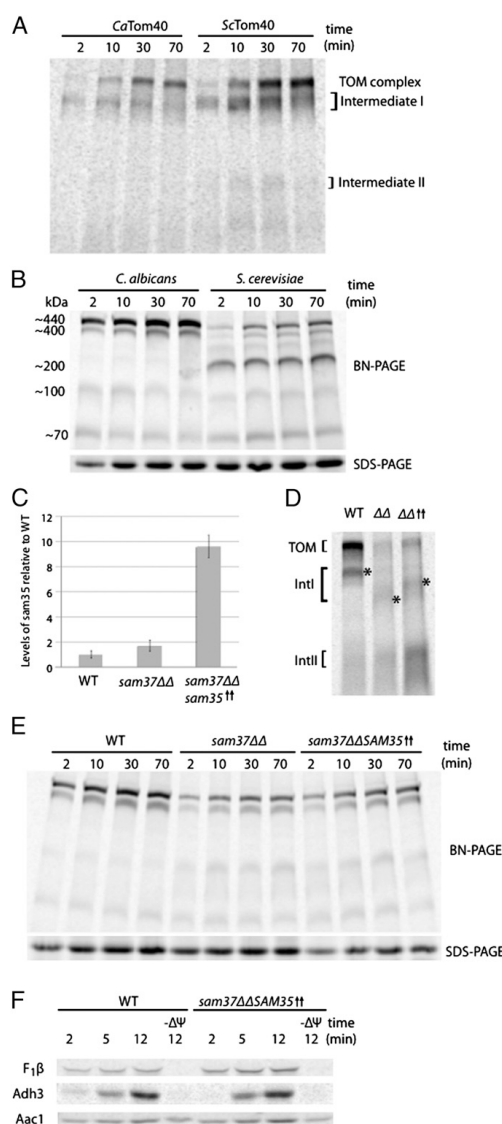 A
CaTom40 ScTom40
2 10 30 70 2 10 30 70 time (min)
TOM complex
Intermediate I
Intermediate II
B
C. albicans S. cerevisiae
kDa 2 10 30 70 2 10 30 70 time (min)
~440
~400
~200
~100
~70
BN-PAGE
SDS-PAGE
C
Levels of sam35 relative to WT
12
10
8
6
4
2
0
WT sam37ΔΔ sam37ΔΔ sam35⇈
D
WT ΔΔ ΔΔ⇈
TOM
IntI
IntII
* * *
E
WT sam37ΔΔ sam37ΔΔSAM35⇈
2 10 30 70 2 10 30 70 2 10 30 70 time (min)
BN-PAGE
SDS-PAGE
F
WT sam37ΔΔSAM35⇈
-ΔΨ -ΔΨ
2 5 12 12 2 5 12 12 time (min)
F₁β
Adh3
Aac1